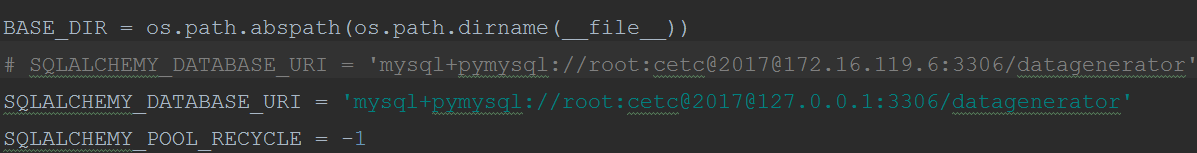 BASE_DIR = os.path.abspath(os.path.dirname(__file__))
# SQLALCHEMY_DATABASE_URI = 'mysql+pymysql://root:cetc@2017@172.16.119.6:3306/datagenerator'
SQLALCHEMY_DATABASE_URI = 'mysql+pymysql://root:cetc@2017@127.0.0.1:3306/datagenerator'
SQLALCHEMY_POOL_RECYCLE = -1